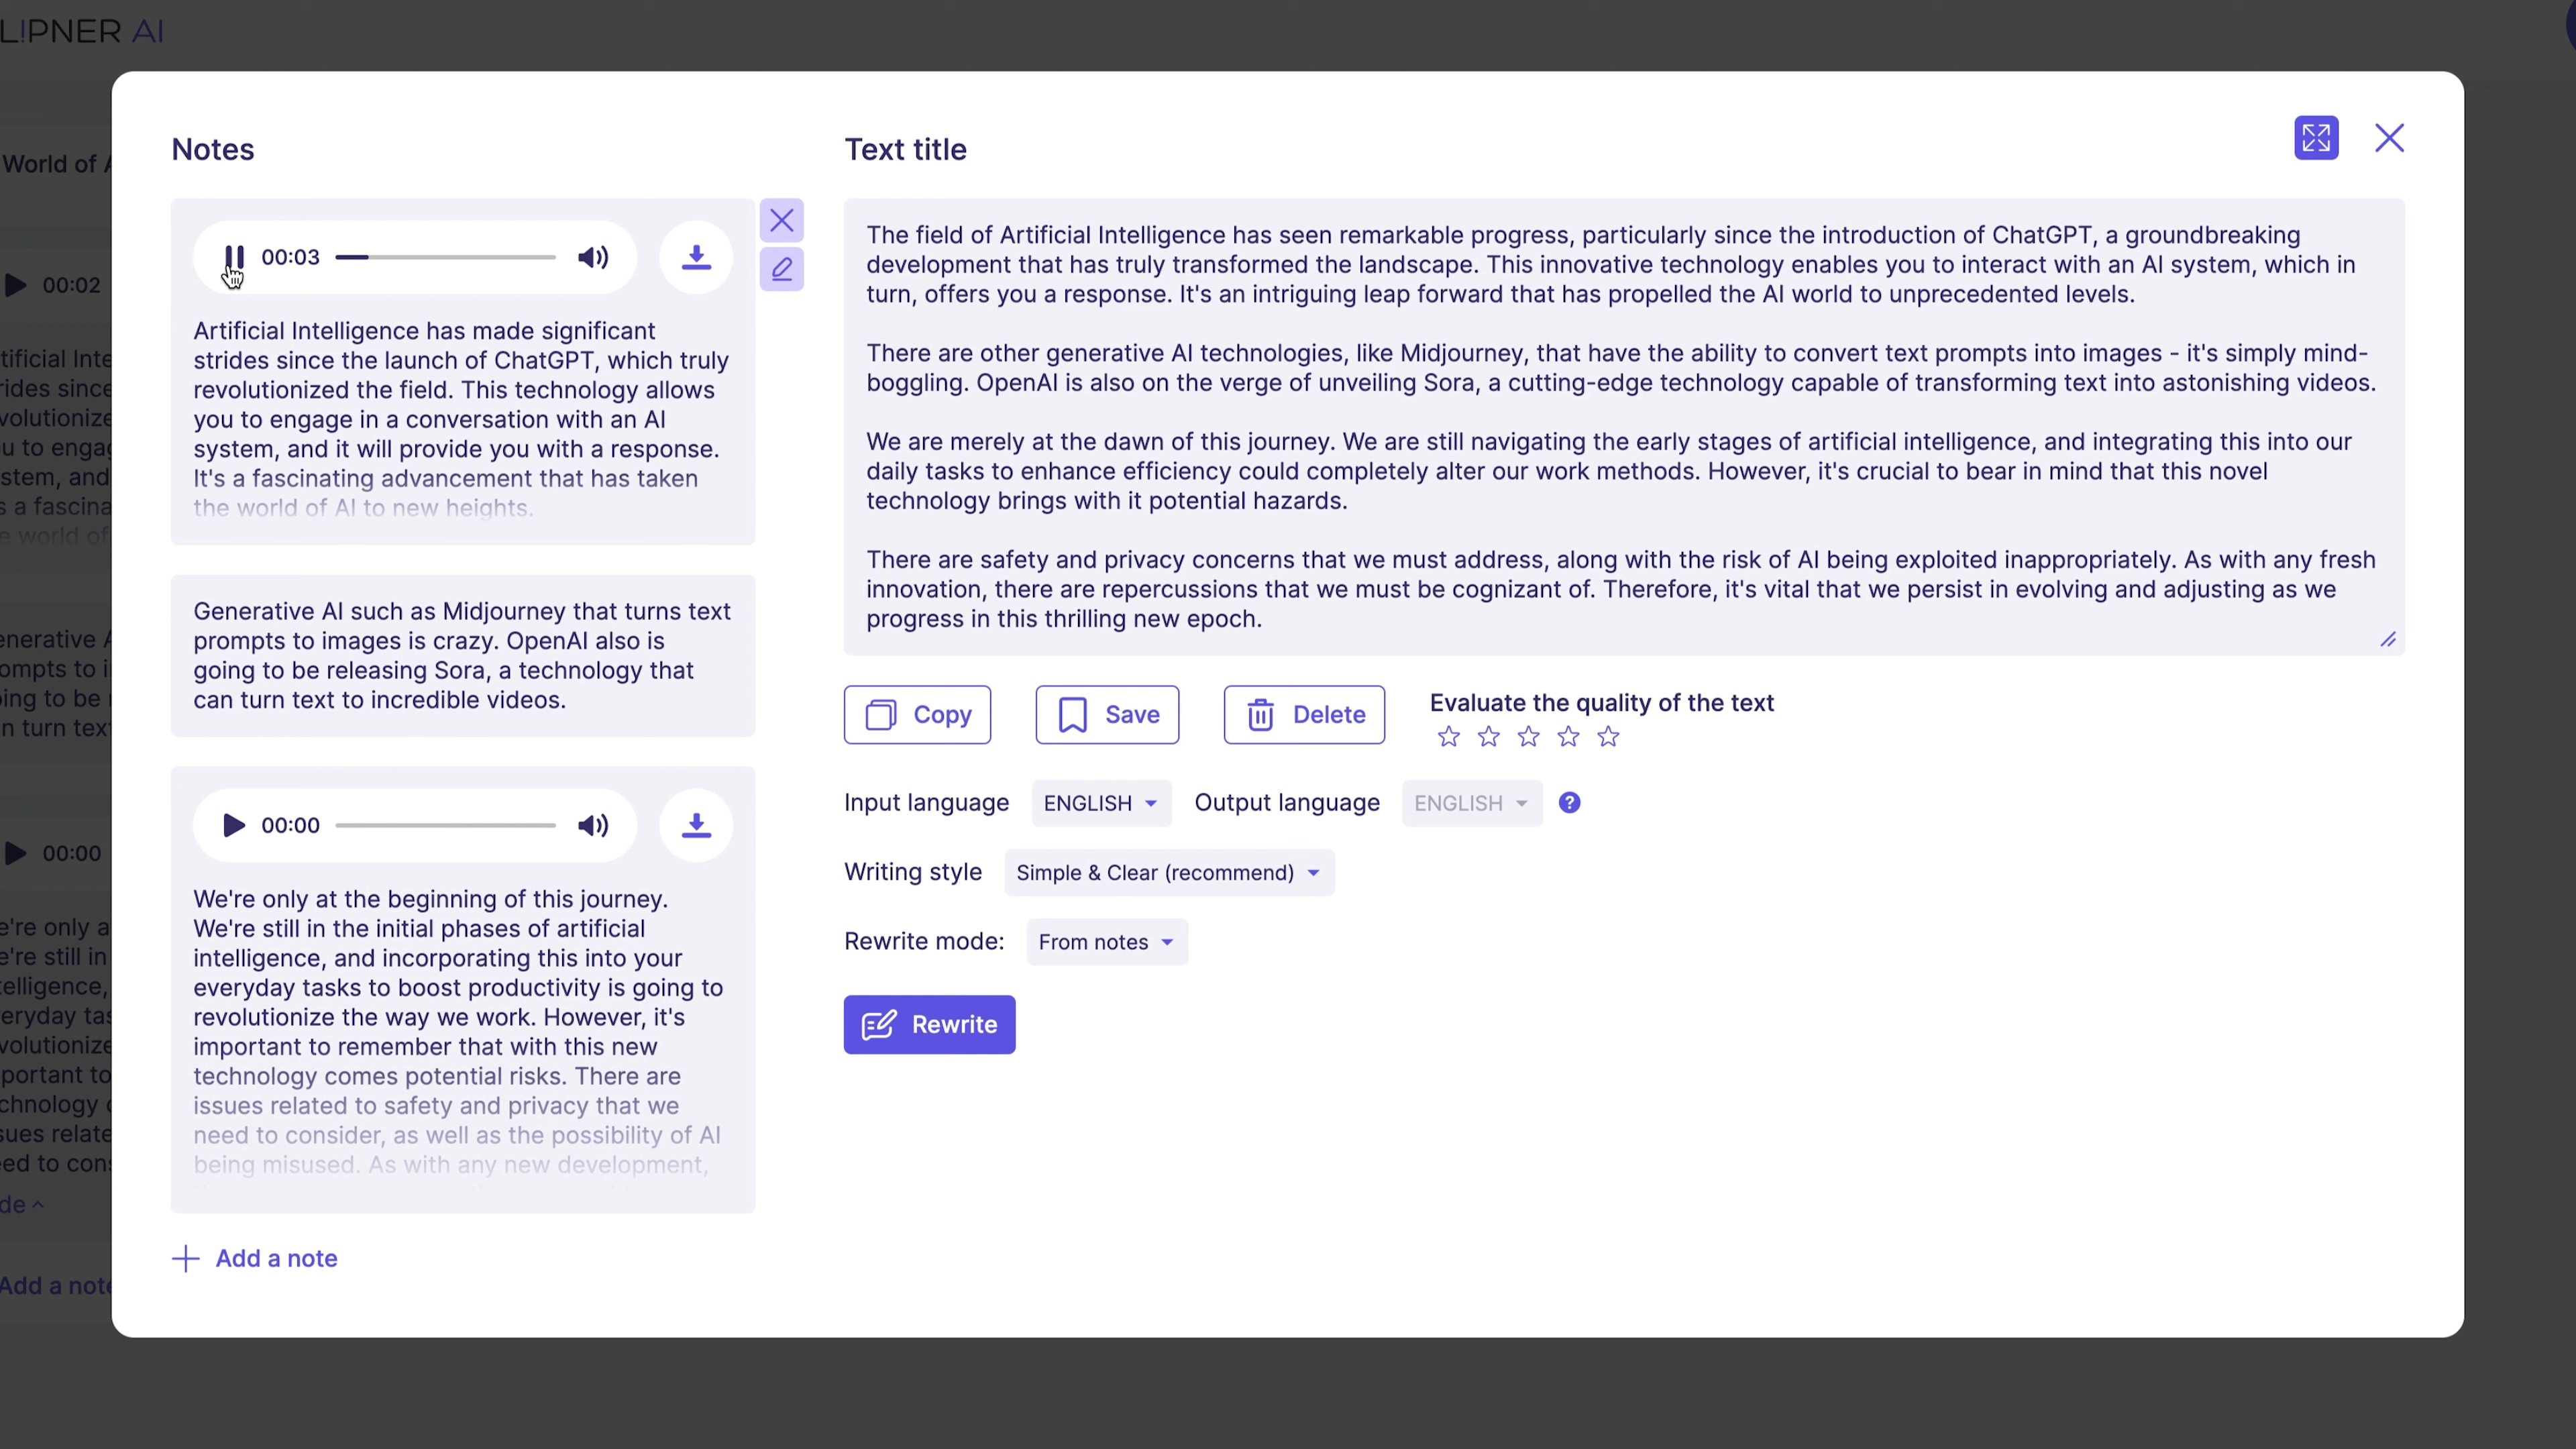 L!PNER AI
World of
00:02
00:00
Add a note
Notes
00:03
Artificial Intelligence has made significant
strides since the launch of ChatGPT, which truly
revolutionized the field. This technology allows
you to engage in a conversation with an AI
system, and it will provide you with a response.
It's a fascinating advancement that has taken
the world of AI to new heights.
Generative AI such as Midjourney that turns text
prompts to images is crazy. OpenAI also is
going to be releasing Sora, a technology that
can turn text to incredible videos.
00:00
We're only at the beginning of this journey.
We're still in the initial phases of artificial
intelligence, and incorporating this into your
everyday tasks to boost productivity is going to
revolutionize the way we work. However, it's
important to remember that with this new
technology comes potential risks. There are
issues related to safety and privacy that we
need to consider, as well as the possibility of AI
being misused. As with any new development,
Add a note
Text title
The field of Artificial Intelligence has seen remarkable progress, particularly since the introduction of ChatGPT, a groundbreaking
development that has truly transformed the landscape. This innovative technology enables you to interact with an AI system, which in
turn, offers you a response. It's an intriguing leap forward that has propelled the AI world to unprecedented levels.
There are other generative AI technologies, like Midjourney, that have the ability to convert text prompts into images - it's simply mind-
boggling. OpenAI is also on the verge of unveiling Sora, a cutting-edge technology capable of transforming text into astonishing videos.
We are merely at the dawn of this journey. We are still navigating the early stages of artificial intelligence, and integrating this into our
daily tasks to enhance efficiency could completely alter our work methods. However, it's crucial to bear in mind that this novel
technology brings with it potential hazards.
There are safety and privacy concerns that we must address, along with the risk of AI being exploited inappropriately. As with any fresh
innovation, there are repercussions that we must be cognizant of. Therefore, it's vital that we persist in evolving and adjusting as we
progress in this thrilling new epoch.
Copy Save Delete Evaluate the quality of the text
Input language ENGLISH Output language ENGLISH ?
Writing style Simple & Clear (recommend)
Rewrite mode: From notes
Rewrite